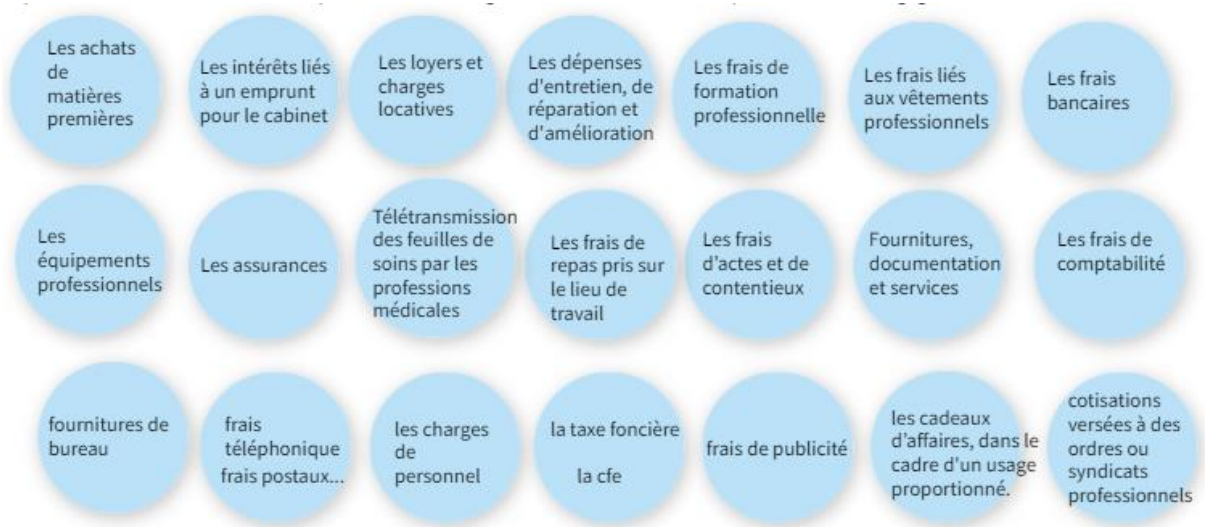 Les achats
de
matières
premières
Les intérêts liés
à un emprunt
pour le cabinet
Les loyers et
charges
locatives
Les dépenses
d'entretien, de
réparation et
d'amélioration
Les frais de
formation
professionnelle
Les frais liés
aux vêtements
professionnels
Les frais
bancaires
Les
équipements
professionnels
Les assurances
Télétransmission
des feuilles de
soins par les
professions
médicales
Les frais de
repas pris sur
le lieu de
travail
Les frais
d'actes et de
contentieux
Fournitures,
documentation
et services
Les frais de
comptabilité
fournitures de
bureau
frais
téléphonique
frais postaux...
les charges
de
personnel
la taxe foncière
la cfe
frais de publicité
les cadeaux
d'affaires, dans le
cadre d'un usage
proportionné.
cotisations
versées à des
ordres ou
syndicats
professionnels